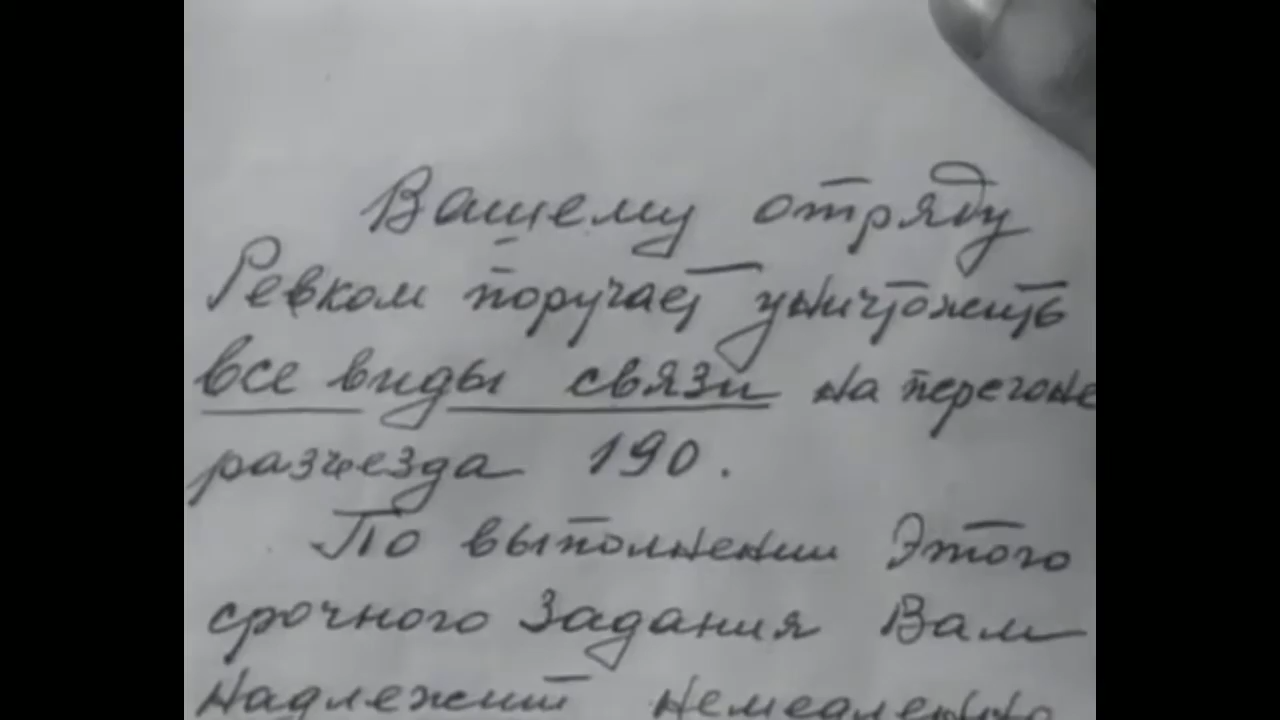 Вашему отряду
Ревком поручает уничтожить
все виды связи на перегоне
разъезда 190.
По выполнении Этого
срочного Задания Вам
надлежит немедленно